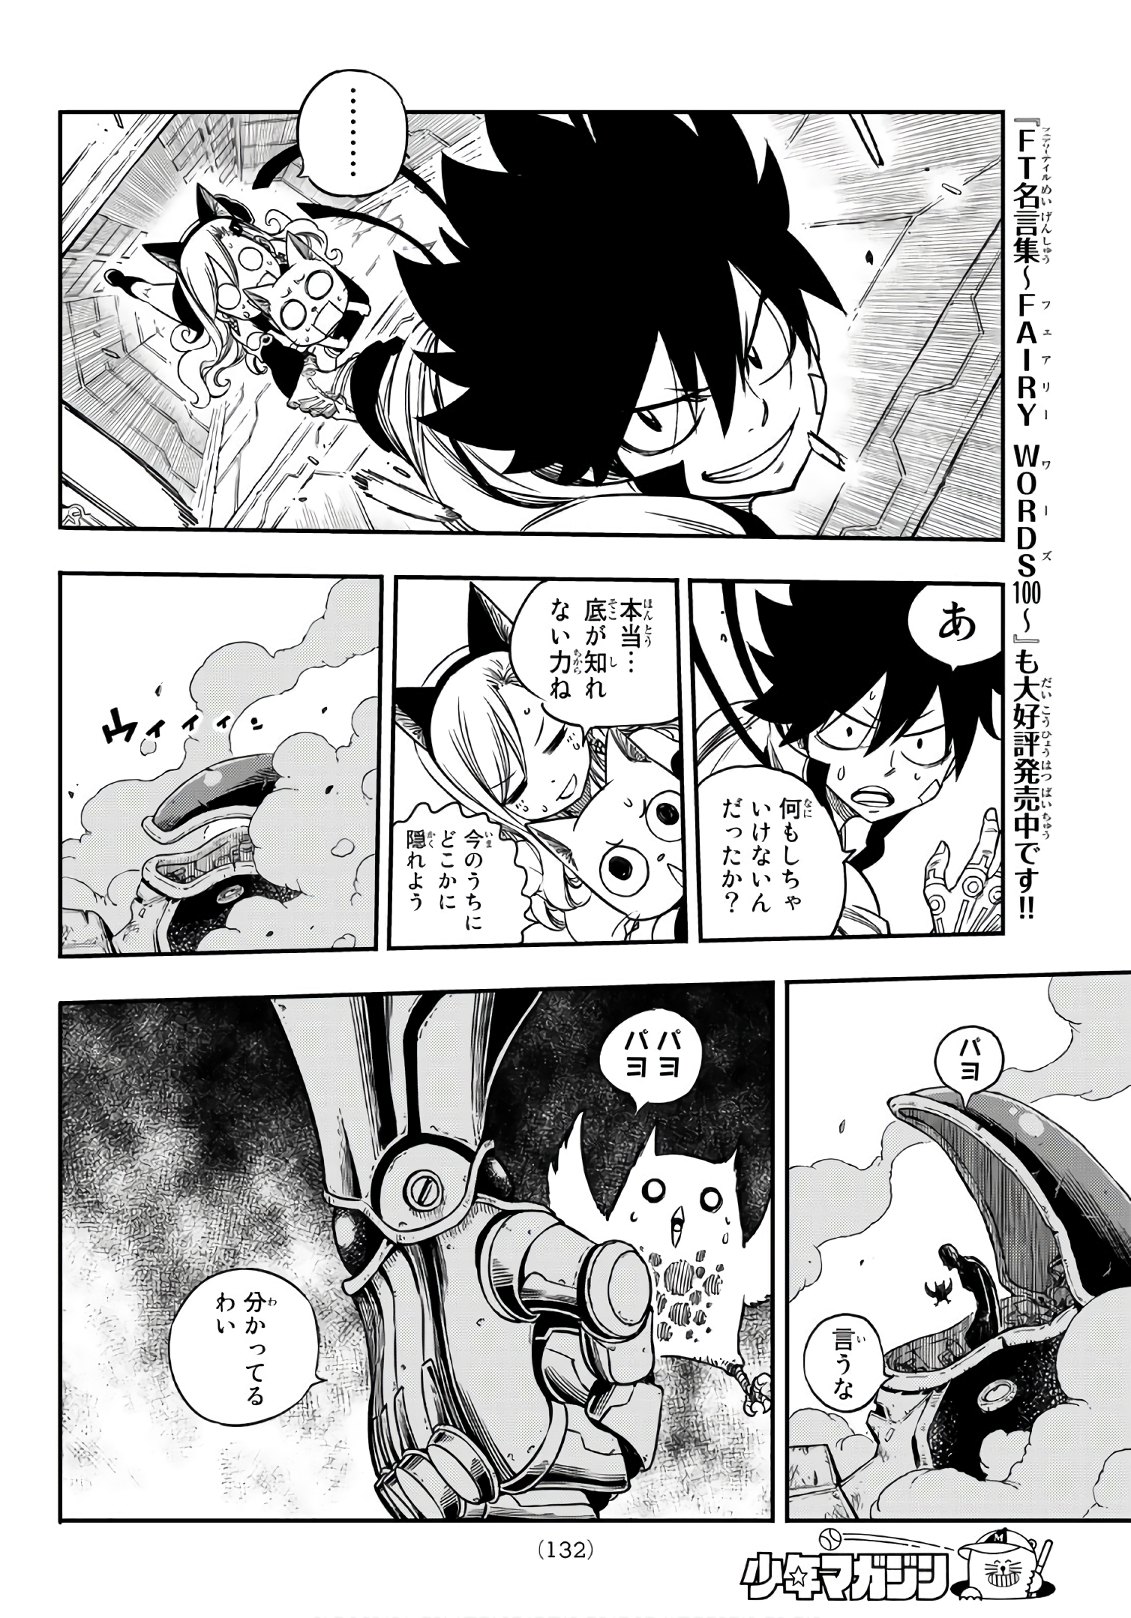 『FT名言集～FAIRY WORDS100～』も大好評発売中です!!
………
あ
何もしちゃ
いけないん
だったか?
本当…
底が知れ
ない力ね
今のうちに
どこかに
隠れよう
ウィィィン
パヨ
言うな
パヨ
パヨ
分かってる
わい
(132)
少年マガジン
M